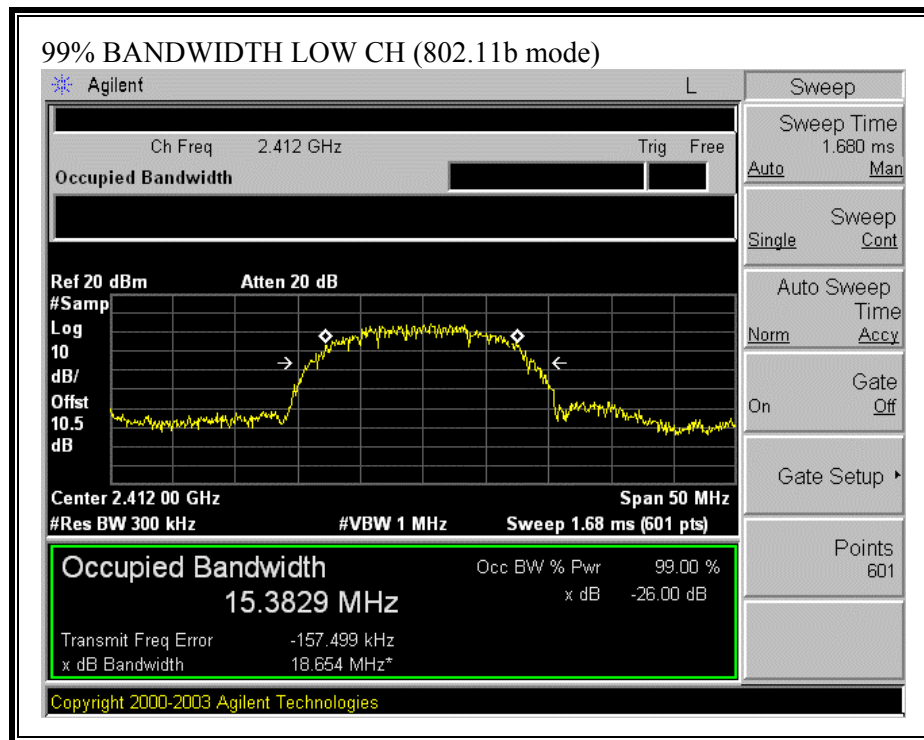 99% BANDWIDTH LOW CH (802.11b mode)
Agilent L
Ch Freq 2.412 GHz Trig Free
Occupied Bandwidth
Ref 20 dBm Atten 20 dB
#Samp
Log
10
dB/
Offst
10.5
dB
Center 2.412 00 GHz Span 50 MHz
#Res BW 300 kHz #VBW 1 MHz Sweep 1.68 ms (601 pts)
Occupied Bandwidth
15.3829 MHz
Occ BW % Pwr 99.00 %
x dB -26.00 dB
Transmit Freq Error -157.499 kHz
x dB Bandwidth 18.654 MHz*
Copyright 2000-2003 Agilent Technologies
Sweep
Sweep Time
1.680 ms
Auto Man
Sweep
Single Cont
Auto Sweep
Time
Norm Accy
Gate
On Off
Gate Setup
Points
601